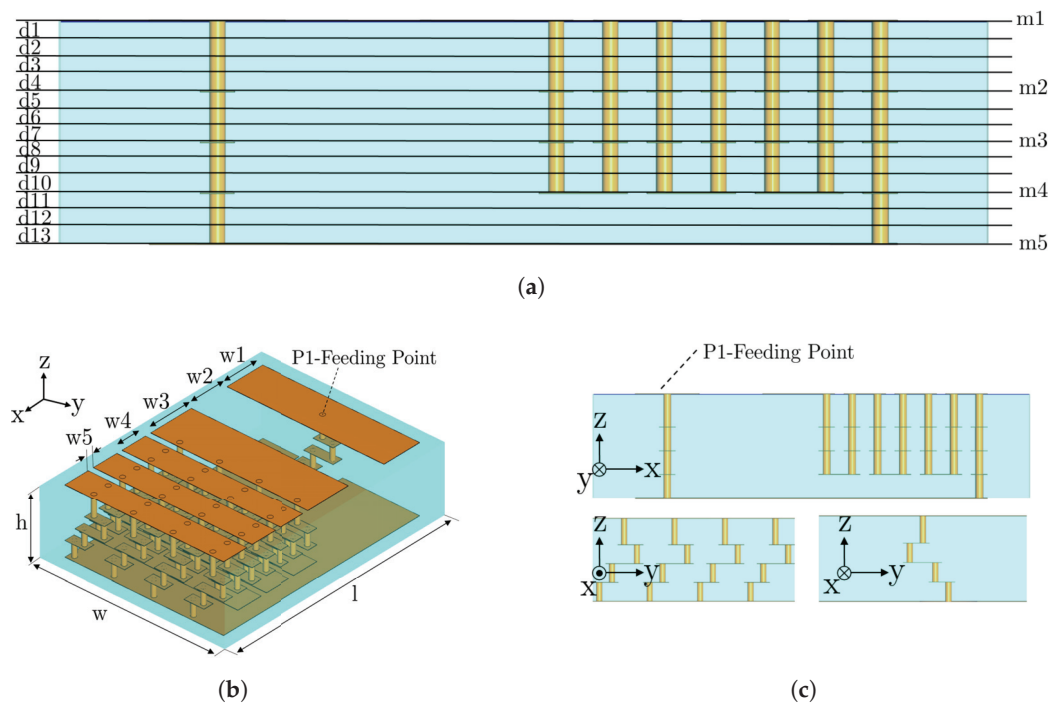 m1
d1
d2
d3
d4
m2
d5
d6
d7
m3
d8
d9
d10
m4
d11
d12
d13
m5
(a)
w1
P1-Feeding Point
w2
z
w3
x
y
w4
w5
h
w
l
(b)
P1-Feeding Point
z
y
x
z
y
x
z
y
x
(c)